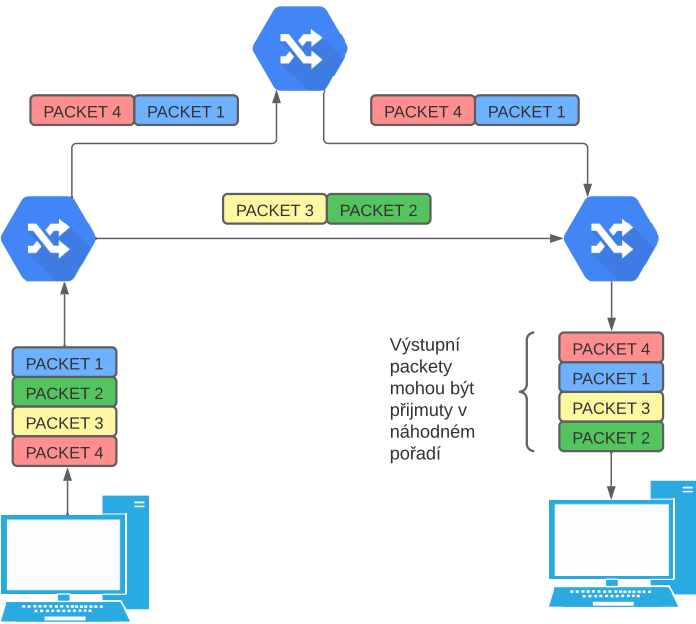 PACKET 4 PACKET 1
PACKET 4 PACKET 1
PACKET 3 PACKET 2
PACKET 1
PACKET 2
PACKET 3
PACKET 4
Výstupní
packety
mohou být
přijmuty v
náhodném
pořadí
PACKET 4
PACKET 1
PACKET 3
PACKET 2